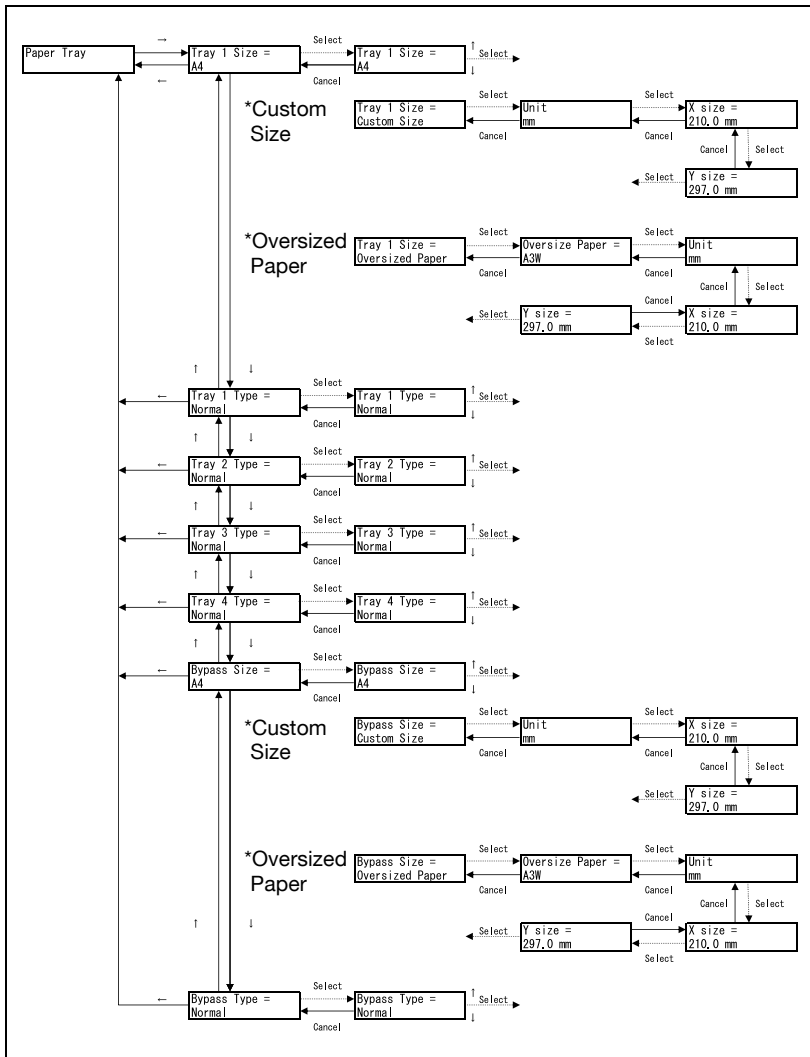 → Select ↑
Paper Tray Tray 1 Size = Tray 1 Size = Select
A4 A4
← Cancel ↓
*Custom
Size
Select Select
Tray 1 Size = Unit X size =
Custom Size mm 210.0 mm
Cancel Cancel
Cancel Select
Select Y size =
297.0 mm
*Oversized
Paper
Select Select
Tray 1 Size = Oversize Paper = Unit
Oversized Paper A3W mm
Cancel Cancel
Cancel Select
Cancel
Select Y size = X size =
297.0 mm 210.0 mm
Select
↑ ↓
Select ↑
← Tray 1 Type = Tray 1 Type = Select
Normal Normal
Cancel ↓
↑ ↓
Select ↑
← Tray 2 Type = Tray 2 Type = Select
Normal Normal
Cancel ↓
↑ ↓
Select ↑
← Tray 3 Type = Tray 3 Type = Select
Normal Normal
Cancel ↓
↑ ↓
Select ↑
← Tray 4 Type = Tray 4 Type = Select
Normal Normal
Cancel ↓
↑ ↓
Select ↑
← Bypass Size = Bypass Size = Select
A4 A4
Cancel ↓
*Custom
Size
Select Select
Bypass Size = Unit X size =
Custom Size mm 210.0 mm
Cancel Cancel
Cancel Select
Select Y size =
297.0 mm
*Oversized
Paper
Select Select
Bypass Size = Oversize Paper = Unit
Oversized Paper A3W mm
Cancel Cancel
Cancel Select
Cancel
Select Y size = X size =
297.0 mm 210.0 mm
Select
↑ ↓
Select ↑
← Bypass Type = Bypass Type = Select
Normal Normal
Cancel ↓